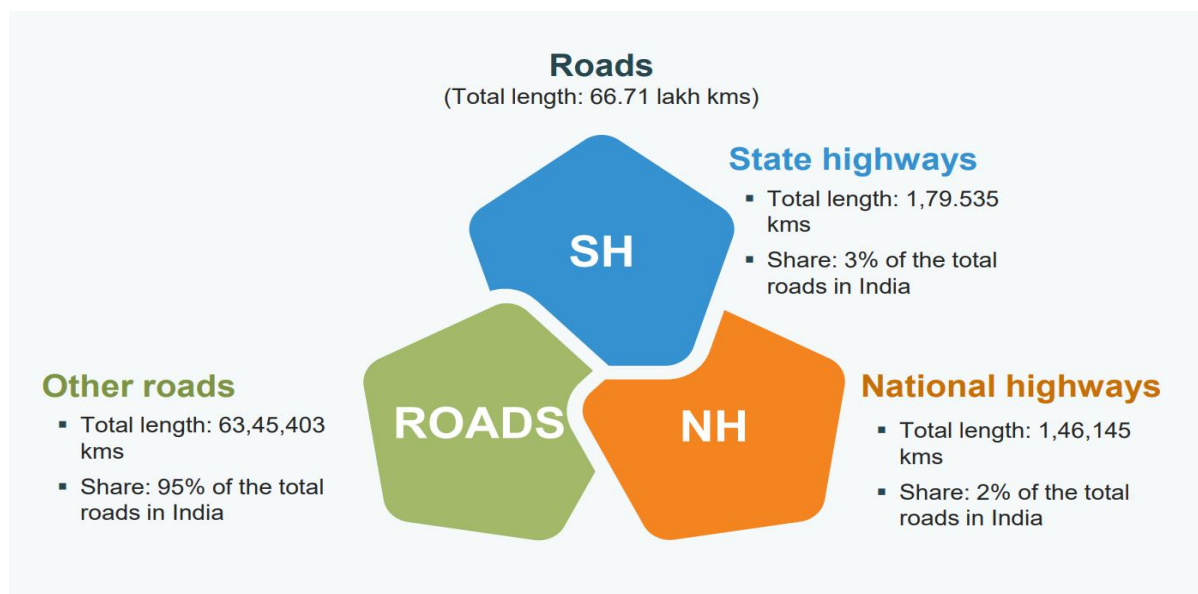 Roads
(Total length: 66.71 lakh kms)
State highways
▪ Total length: 1,79.535
kms
▪ Share: 3% of the total
roads in India
SH
Other roads
▪ Total length: 63,45,403
kms
▪ Share: 95% of the total
roads in India
ROADS
NH
National highways
▪ Total length: 1,46,145
kms
▪ Share: 2% of the total
roads in India